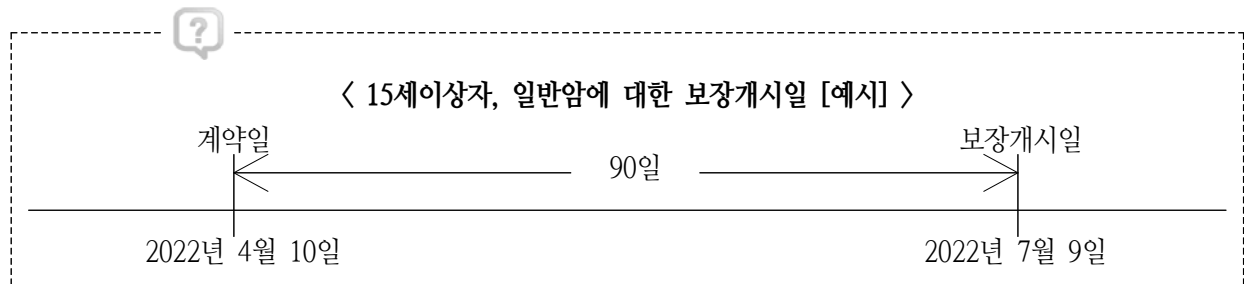 ?
〈 15세이상자, 일반암에 대한 보장개시일 [예시] 〉
계약일 보장개시일
90일
2022년 4월 10일 2022년 7월 9일